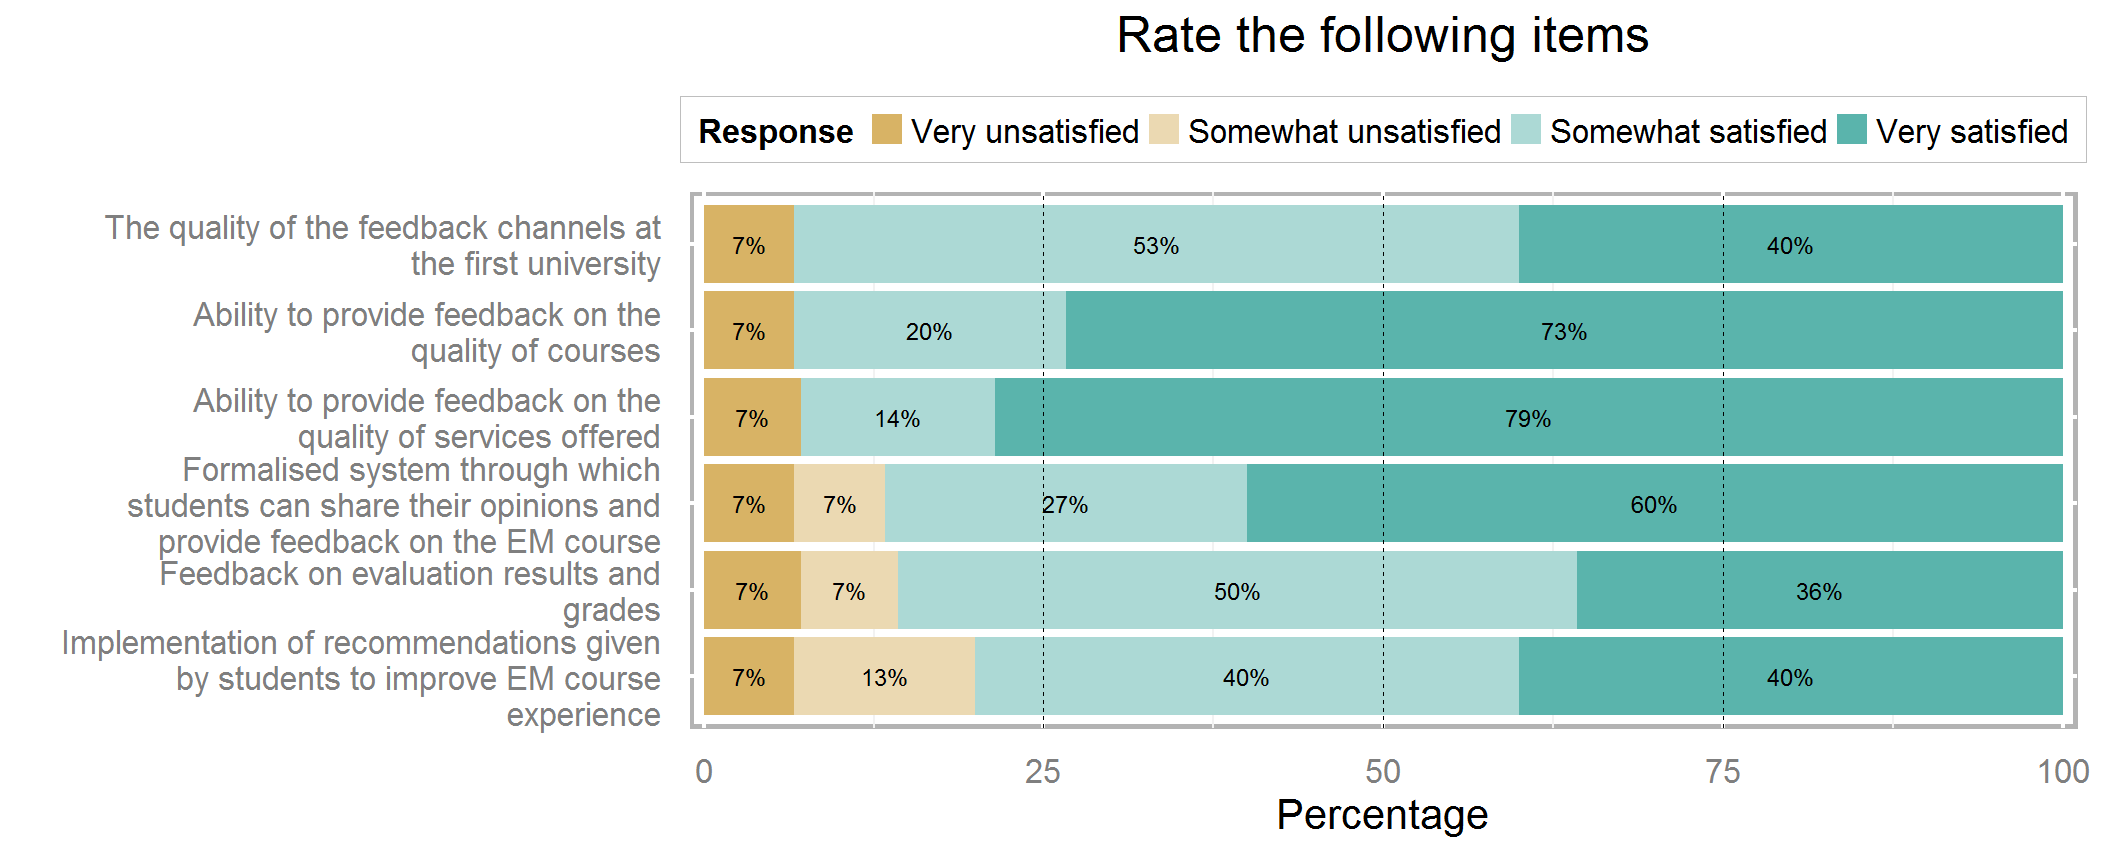 Rate the following items
Response Very unsatisfied Somewhat unsatisfied Somewhat satisfied Very satisfied
The quality of the feedback channels at
the first university
7% 53% 40%
Ability to provide feedback on the
quality of courses
7% 20% 73%
Ability to provide feedback on the
quality of services offered
7% 14% 79%
Formalised system through which
students can share their opinions and
provide feedback on the EM course
7% 7% 27% 60%
Feedback on evaluation results and
grades
7% 7% 50% 36%
Implementation of recommendations given
by students to improve EM course
experience
7% 13% 40% 40%
0 25 50 75 100
Percentage